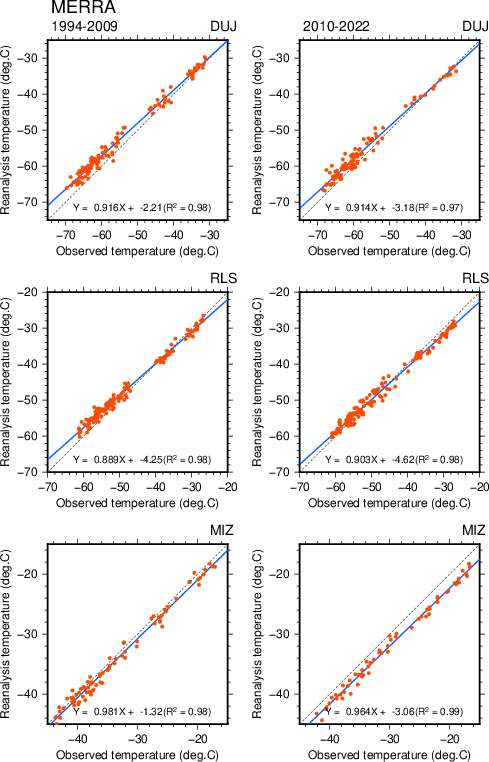 MERRA
1994-2009 DUJ 2010-2022 DUJ
Reanalysis temperature (deg.C)
−30
−40
−50
−60
−70
Y = 0.916X + -2.21(R² = 0.98)
−70 −60 −50 −40 −30
Observed temperature (deg.C)
Reanalysis temperature (deg.C)
−30
−40
−50
−60
−70
Y = 0.914X + -3.18(R² = 0.97)
−70 −60 −50 −40 −30
Observed temperature (deg.C)
RLS
Reanalysis temperature (deg.C)
−20
−30
−40
−50
−60
−70
Y = 0.889X + -4.25(R² = 0.98)
−70 −60 −50 −40 −30 −20
Observed temperature (deg.C)
RLS
Reanalysis temperature (deg.C)
−20
−30
−40
−50
−60
−70
Y = 0.903X + -4.62(R² = 0.98)
−70 −60 −50 −40 −30 −20
Observed temperature (deg.C)
MIZ
Reanalysis temperature (deg.C)
−20
−30
−40
Y = 0.981X + -1.32(R² = 0.98)
−40 −30 −20
Observed temperature (deg.C)
MIZ
Reanalysis temperature (deg.C)
−20
−30
−40
Y = 0.964X + -3.06(R² = 0.99)
−40 −30 −20
Observed temperature (deg.C)